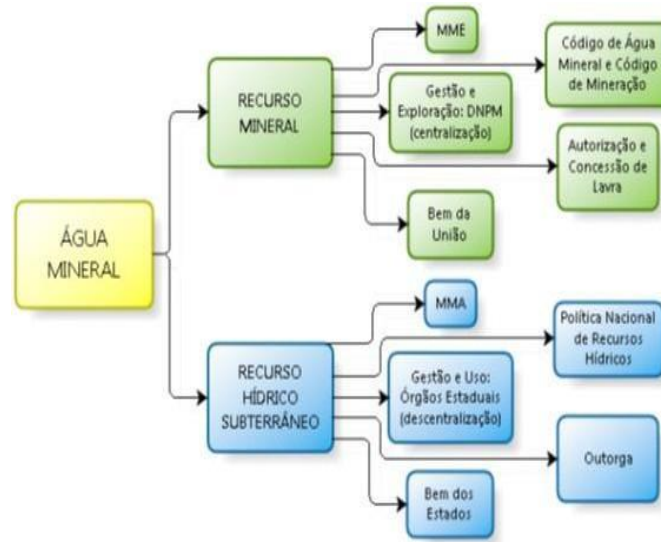 ÁGUA
MINERAL
RECURSO
MINERAL
MME
Código de Água
Mineral e Código
de Mineração
Gestão e
Exploração: DNPM
(centralização)
Autorização e
Concessão de
Lavra
Bem da
União
RECURSO
HÍDRICO
SUBTERRÂNEO
MMA
Política Nacional
de Recursos
Hídricos
Gestão e Uso:
Órgãos Estaduais
(descentralização)
Outorga
Bem dos
Estados